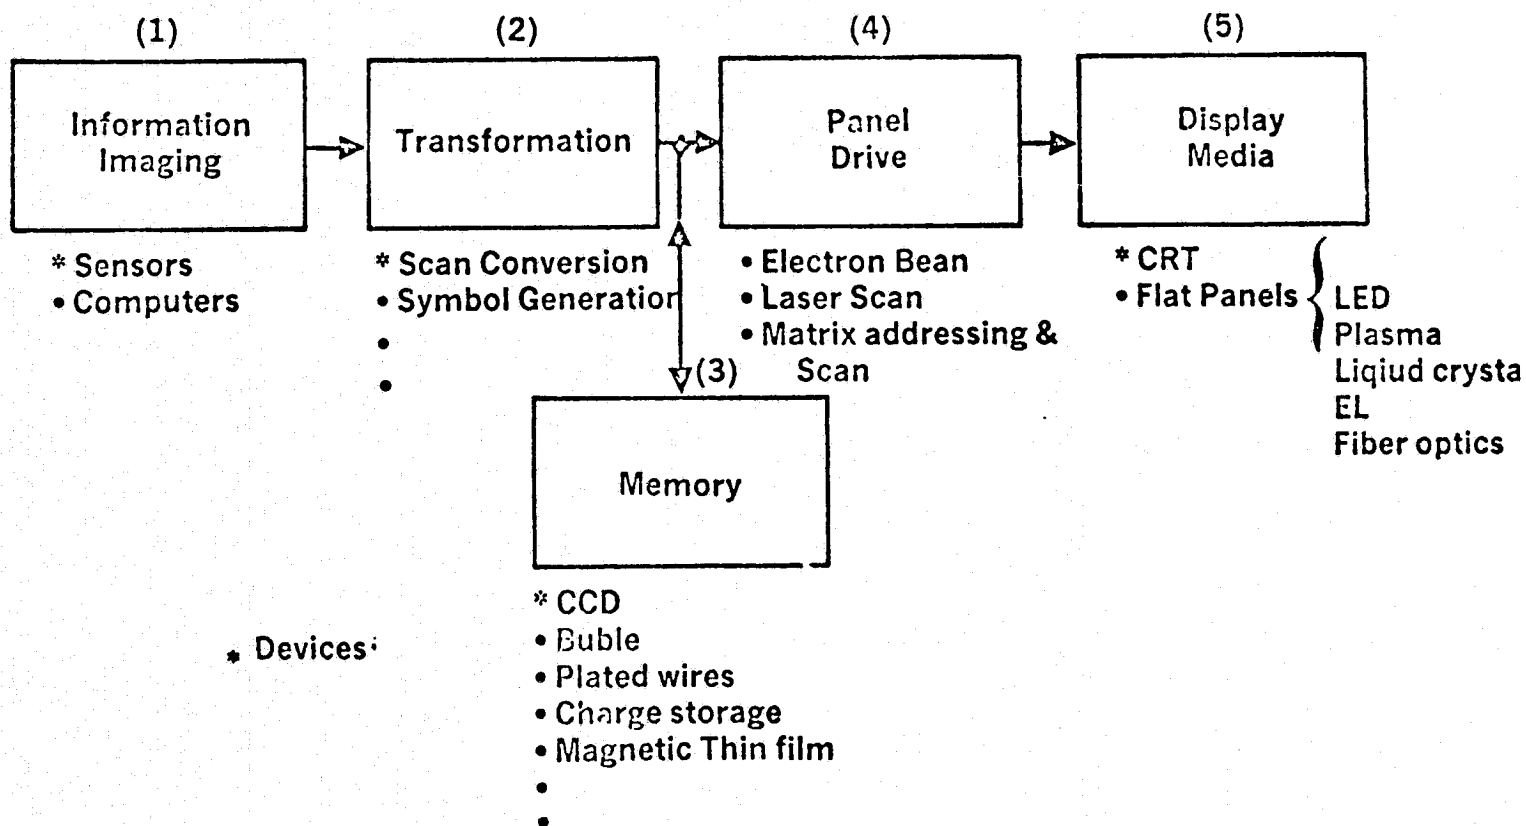 (1)
(2)
(4)
(5)
Information
Imaging
Transformation
Panel
Drive
Display
Media
* Sensors
• Computers
* Scan Conversion
• Symbol Generation
•
•
• Electron Bean
• Laser Scan
• Matrix addressing &
Scan
* CRT
• Flat Panels {
LED
Plasma
Liqiud crysta
EL
Fiber optics
(3)
Memory
* CCD
• Buble
• Plated wires
• Charge storage
• Magnetic Thin film
•
•
* Devices: